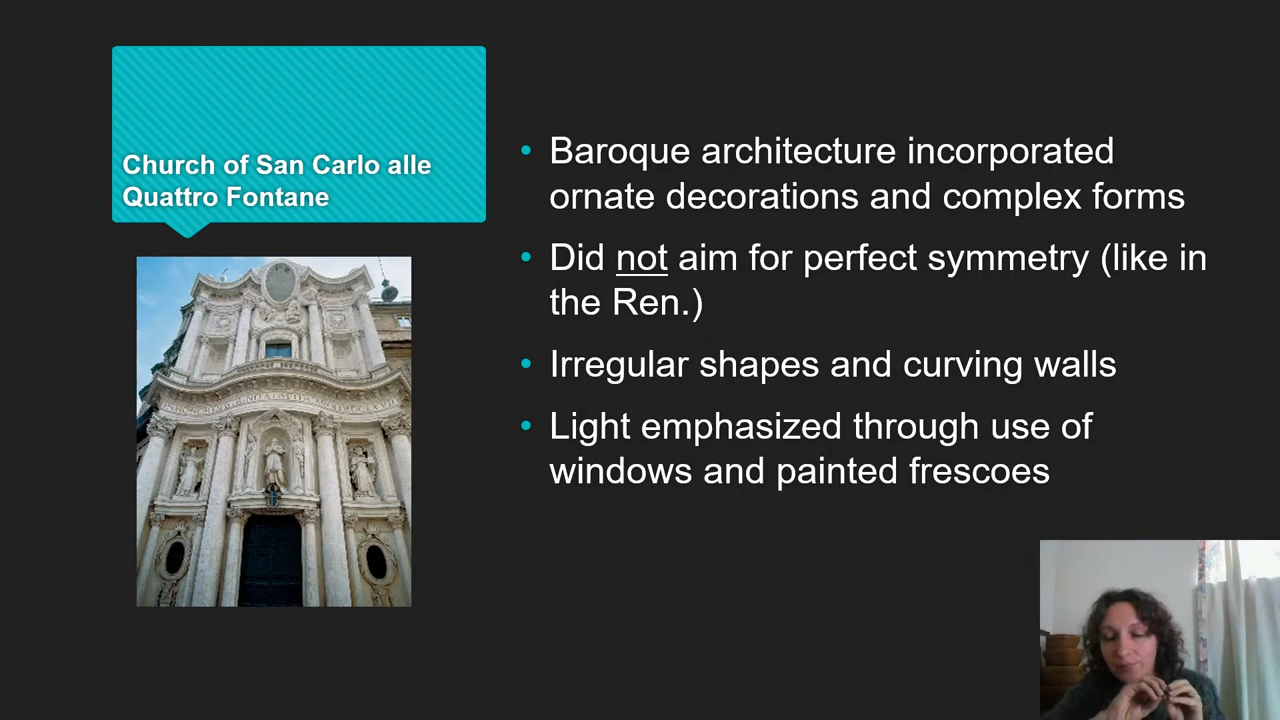 Church of San Carlo alle
Quattro Fontane
• Baroque architecture incorporated
ornate decorations and complex forms
• Did not aim for perfect symmetry (like in
the Ren.)
• Irregular shapes and curving walls
• Light emphasized through use of
windows and painted frescoes